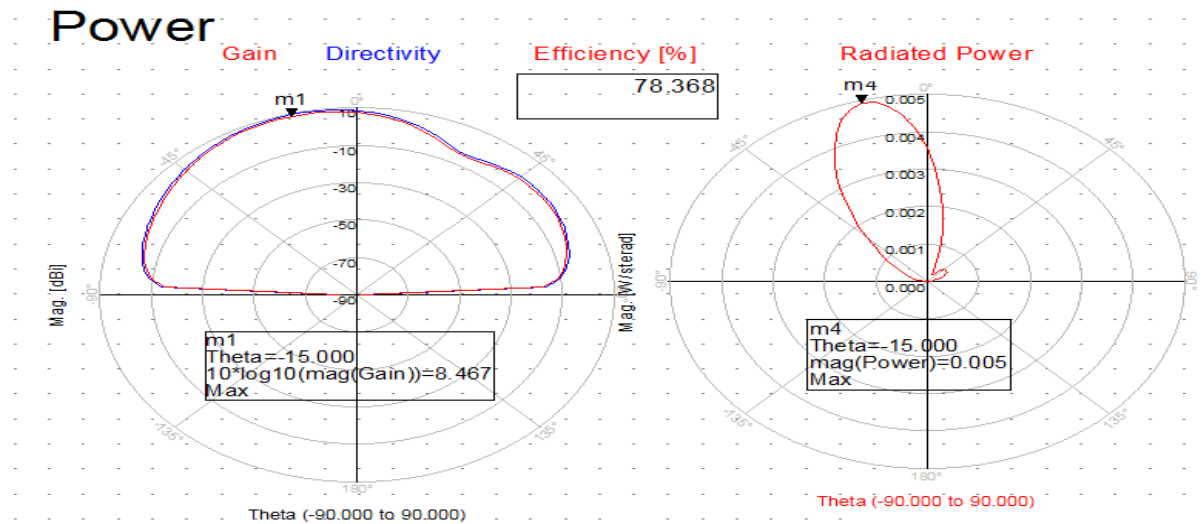 Power
Gain Directivity Efficiency [%] Radiated Power
78.368
m1
0°
10
-10
-30
-50
-70
-90
-45°
45°
-90°
-135°
135°
180°
Mag. [dBi]
m1
Theta=-15.000
10*log10(mag(Gain))=8.467
Max
Theta (-90.000 to 90.000)
m4
0°
0.005
0.004
0.003
0.002
0.001
0.000
-45°
45°
-90°
90°
-135°
135°
180°
Mag. [W/sterad]
m4
Theta=-15.000
mag(Power)=0.005
Max
Theta (-90.000 to 90.000)